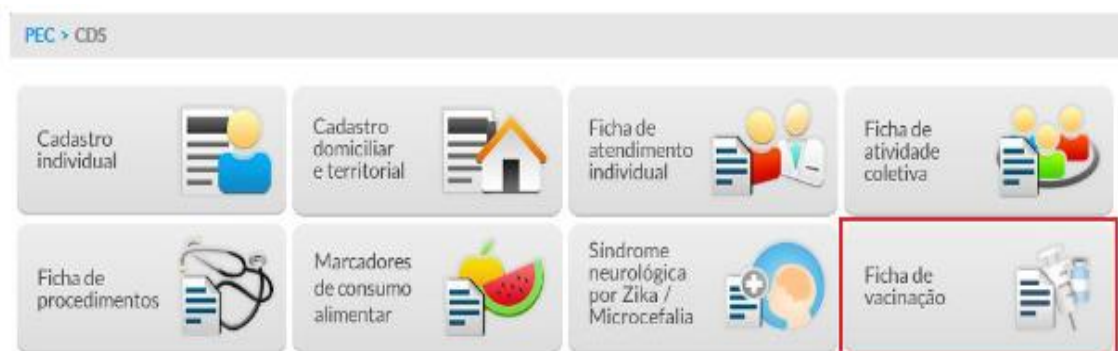 PEC > CDS
Cadastro
individual
Cadastro
domiciliar
e territorial
Ficha de
atendimento
individual
Ficha de
atividade
coletiva
Ficha de
procedimentos
Marcadores
de consumo
alimentar
Síndrome
neurológica
por Zika /
Microcefalia
Ficha de
vacinação